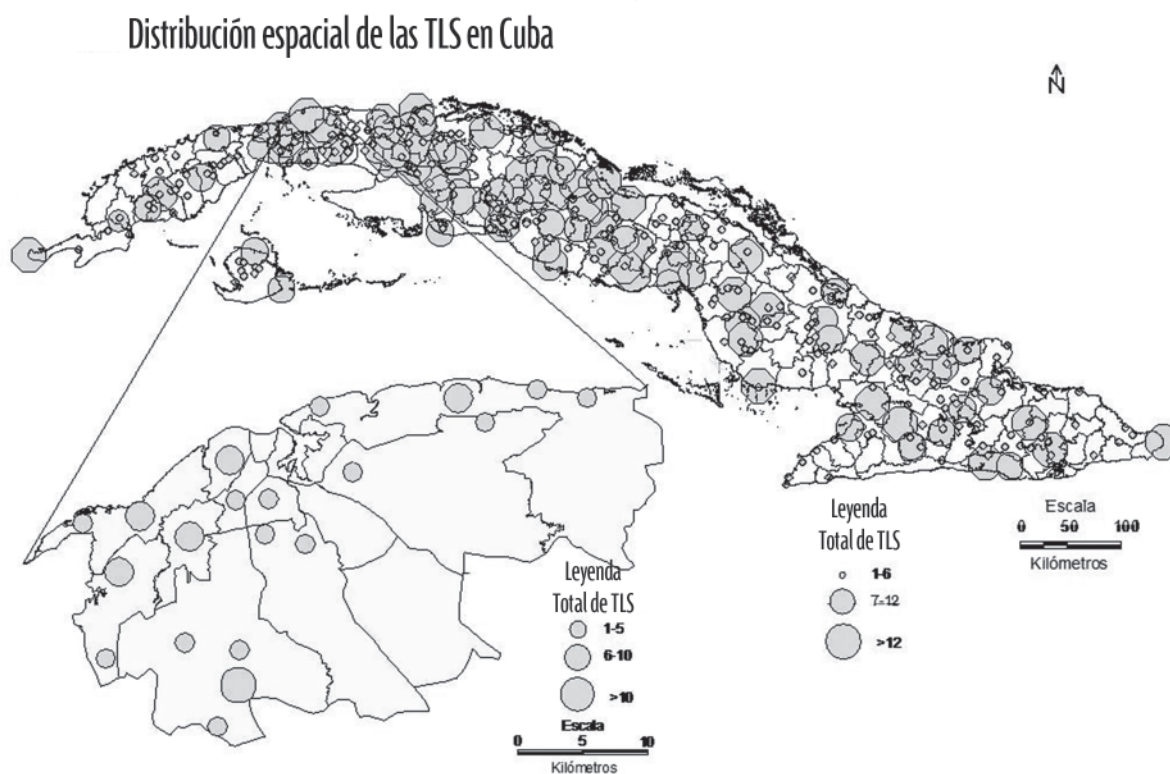 Distribución espacial de las TLS en Cuba
N
Leyenda
Total de TLS
1-6
7-12
>12
Escala
0 50 100
Kilómetros
Leyenda
Total de TLS
1-5
6-10
>10
Escala
0 5 10
Kilómetros